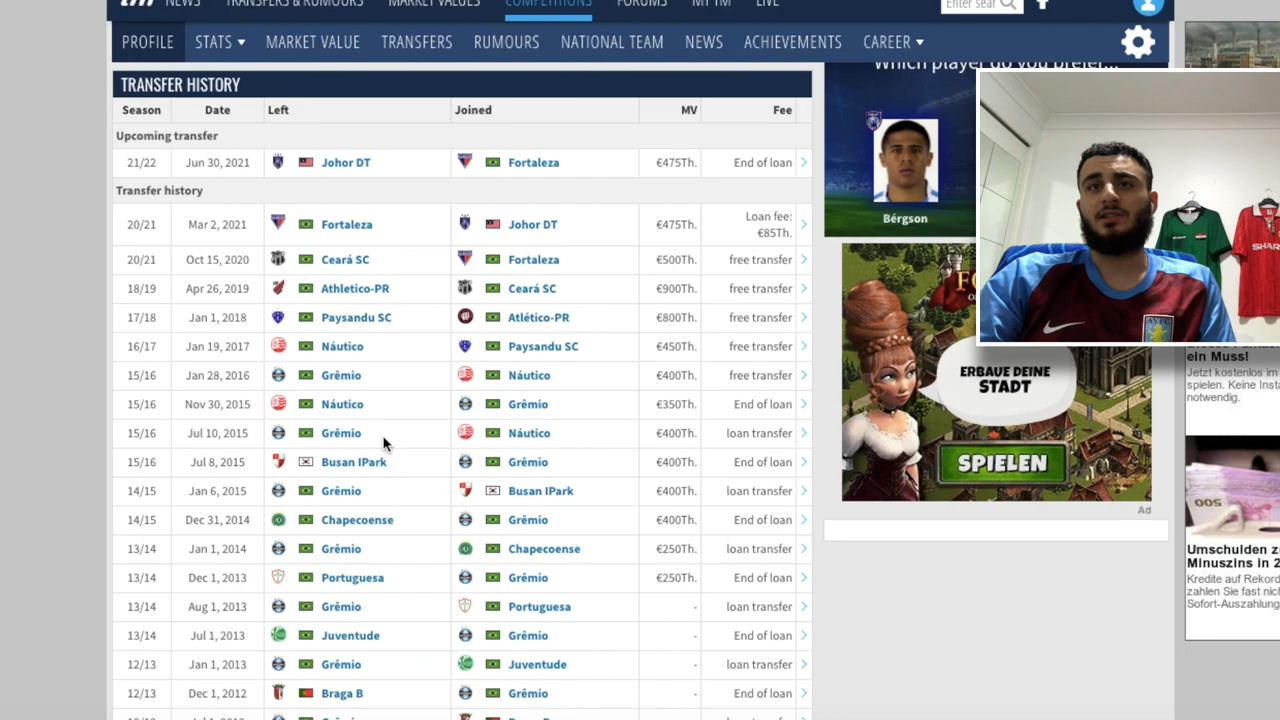 NEWS TRANSFERS & RUMOURS MARKET VALUES COMPETITIONS FORUMS MY TM LIVE Enter sear
PROFILE STATS MARKET VALUE TRANSFERS RUMOURS NATIONAL TEAM NEWS ACHIEVEMENTS CAREER
TRANSFER HISTORY
Season Date Left Joined MV Fee
Upcoming transfer
21/22 Jun 30, 2021 Johor DT Fortaleza €475Th. End of loan
Transfer history
20/21 Mar 2, 2021 Fortaleza Johor DT €475Th. Loan fee:
€85Th.
20/21 Oct 15, 2020 Ceará SC Fortaleza €500Th. free transfer
18/19 Apr 26, 2019 Athletico-PR Ceará SC €900Th. free transfer
17/18 Jan 1, 2018 Paysandu SC Atlético-PR €800Th. free transfer
16/17 Jan 19, 2017 Náutico Paysandu SC €450Th. free transfer
15/16 Jan 28, 2016 Grêmio Náutico €400Th. free transfer
15/16 Nov 30, 2015 Náutico Grêmio €350Th. End of loan
15/16 Jul 10, 2015 Grêmio Náutico €400Th. loan transfer
15/16 Jul 8, 2015 Busan IPark Grêmio €400Th. End of loan
14/15 Jan 6, 2015 Grêmio Busan IPark €400Th. loan transfer
14/15 Dec 31, 2014 Chapecoense Grêmio €400Th. End of loan
13/14 Jan 1, 2014 Grêmio Chapecoense €250Th. loan transfer
13/14 Dec 1, 2013 Portuguesa Grêmio €250Th. End of loan
13/14 Aug 1, 2013 Grêmio Portuguesa - loan transfer
13/14 Jul 1, 2013 Juventude Grêmio - End of loan
12/13 Jan 1, 2013 Grêmio Juventude - loan transfer
12/13 Dec 1, 2012 Braga B Grêmio - End of loan
Which player do you prefer...
Bérgson
ERBAUE DEINE
STADT
SPIELEN
Ad
SHAR
AVFC
ein Muss!
Jetzt kostenlos im
spielen. Keine Insta
notwendig.
500
Umschulden z
Minuszins in 2
Kredite auf Rekord
zahlen Sie fast nich
Sofort-Auszahlung